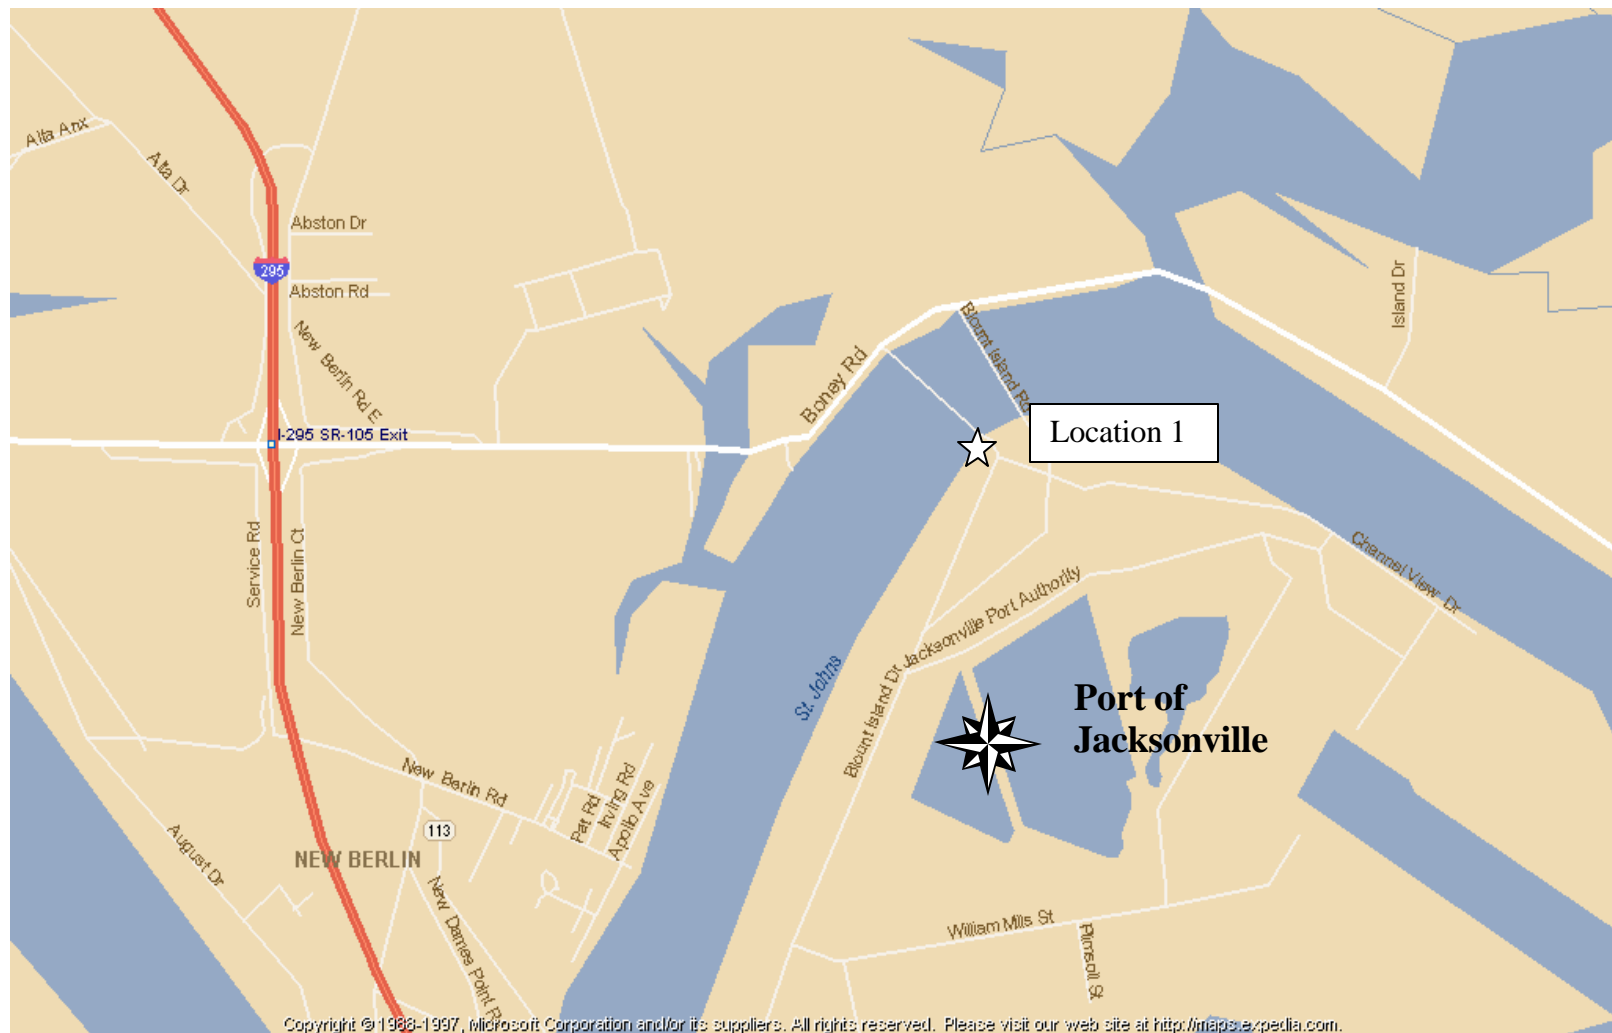 Alta Anx
Alta Dr
Abston Dr
295
Abston Rd
New Berlin Rd E
I-295 SR-105 Exit
Boney Rd
Blount Island Rd
Island Dr
Location 1
Service Rd
New Berlin Ct
Channel View Dr
Jacksonville Port Authority
St. Johns
Blount Island Dr
Port of
Jacksonville
New Berlin Rd
Pat Rd
Irving Rd
Apollo Ave
113
August Dr
NEW BERLIN
New Dames Point Rd
William Mills St
Plimsoll St
Copyright © 1988-1997, Microsoft Corporation and/or its suppliers. All rights reserved. Please visit our web site at http://maps.expedia.com.